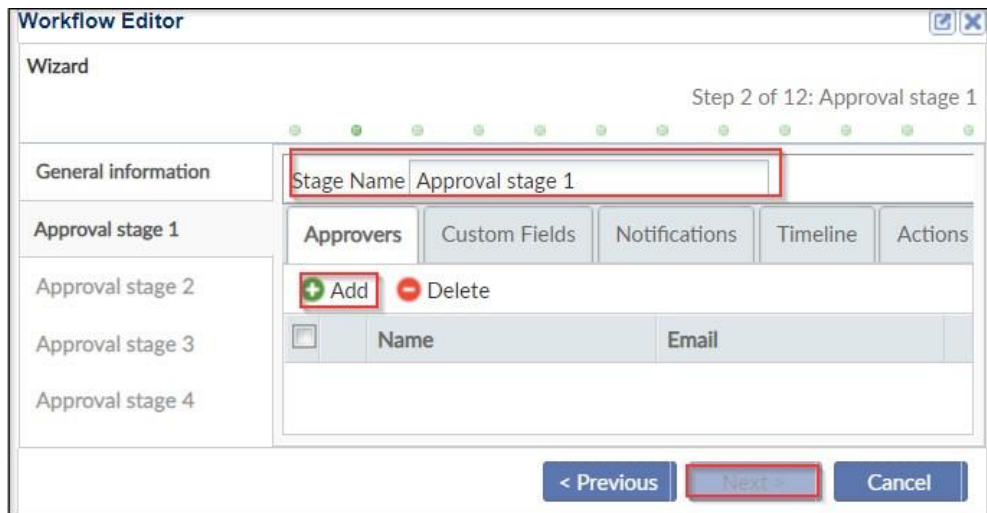 Workflow Editor
Wizard
Step 2 of 12: Approval stage 1
General information
Stage Name Approval stage 1
Approval stage 1
Approvers Custom Fields Notifications Timeline Actions
Approval stage 2
Add Delete
Approval stage 3
Name Email
Approval stage 4
< Previous Next > Cancel